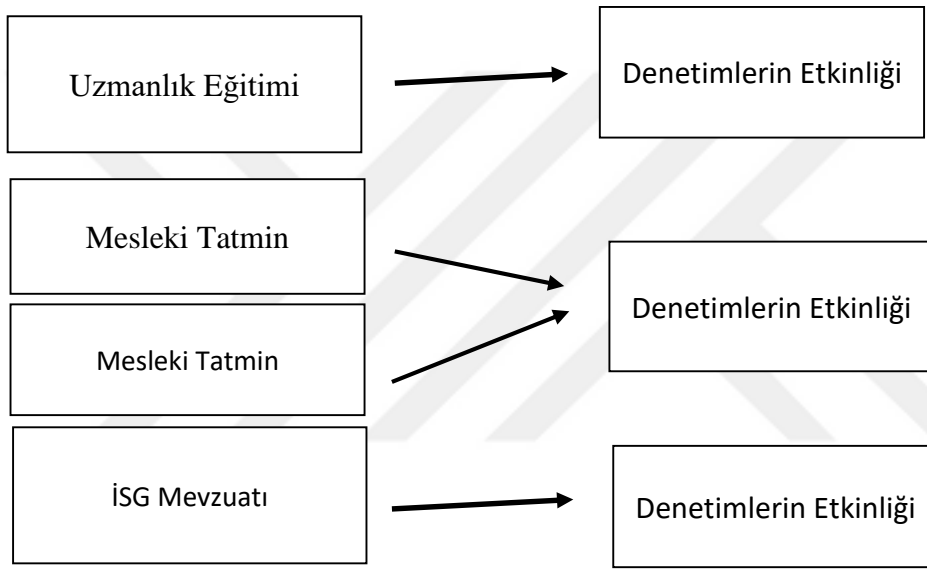 Uzmanlık Eğitimi
Denetimlerin Etkinliği
Mesleki Tatmin
Denetimlerin Etkinliği
Mesleki Tatmin
İSG Mevzuatı
Denetimlerin Etkinliği